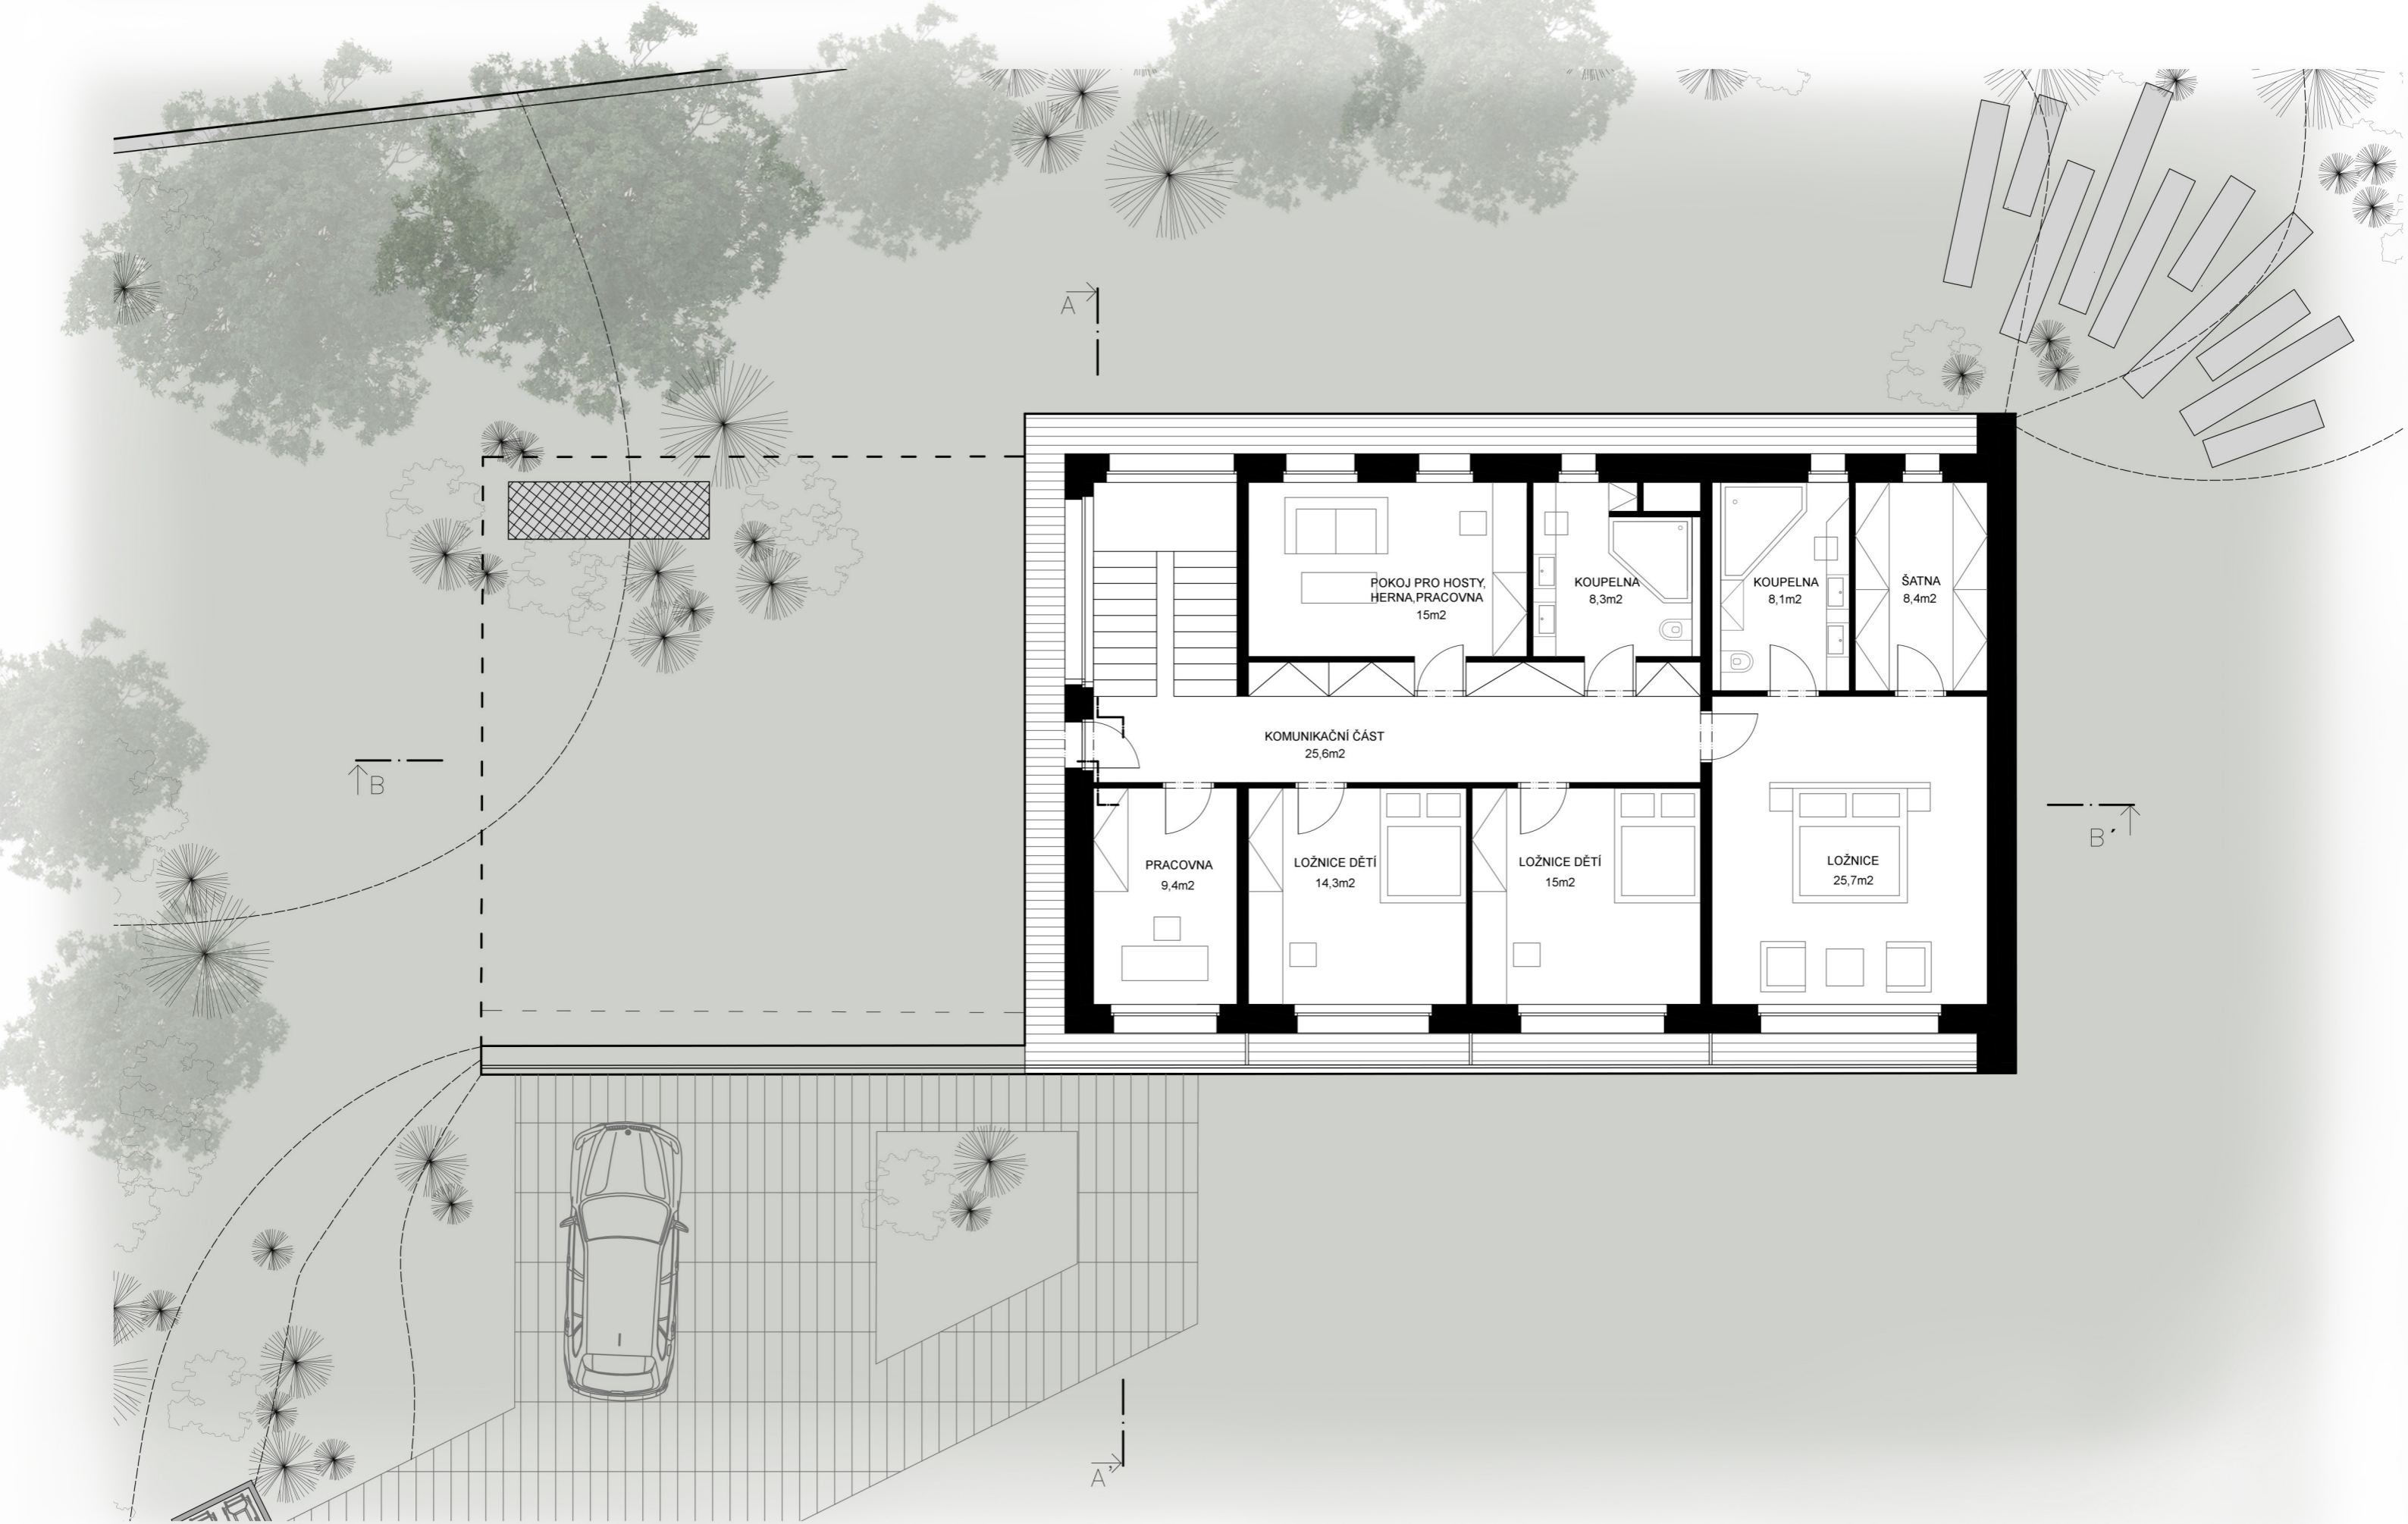 A
POKOJ PRO HOSTY,
HERNA,PRACOVNA
15m2
KOUPELNA
8,3m2
KOUPELNA
8,1m2
ŠATNA
8,4m2
KOMUNIKAČNÍ ČÁST
25,6m2
B
B´
PRACOVNA
9,4m2
LOŽNICE DĚTÍ
14,3m2
LOŽNICE DĚTÍ
15m2
LOŽNICE
25,7m2
A'